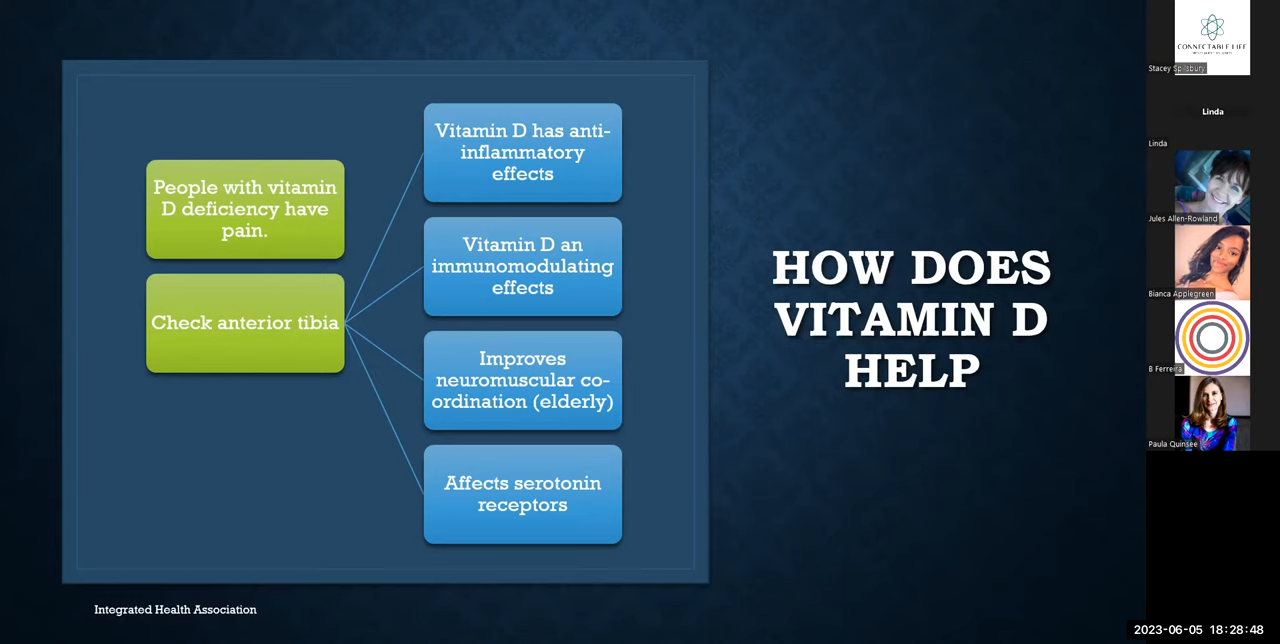 People with vitamin
D deficiency have
pain.
Check anterior tibia
Vitamin D has anti-
inflammatory
effects
Vitamin D an
immunomodulating
effects
Improves
neuromuscular co-
ordination (elderly)
Affects serotonin
receptors
HOW DOES
VITAMIN D
HELP
Integrated Health Association
CONNECTABLE LIFE
Stacey Spilsbury
Linda
Linda
Jules Allen-Rowland
Bianca Applegreen
B Ferreira
Paula Quinsee
2023-06-05 18:28:48